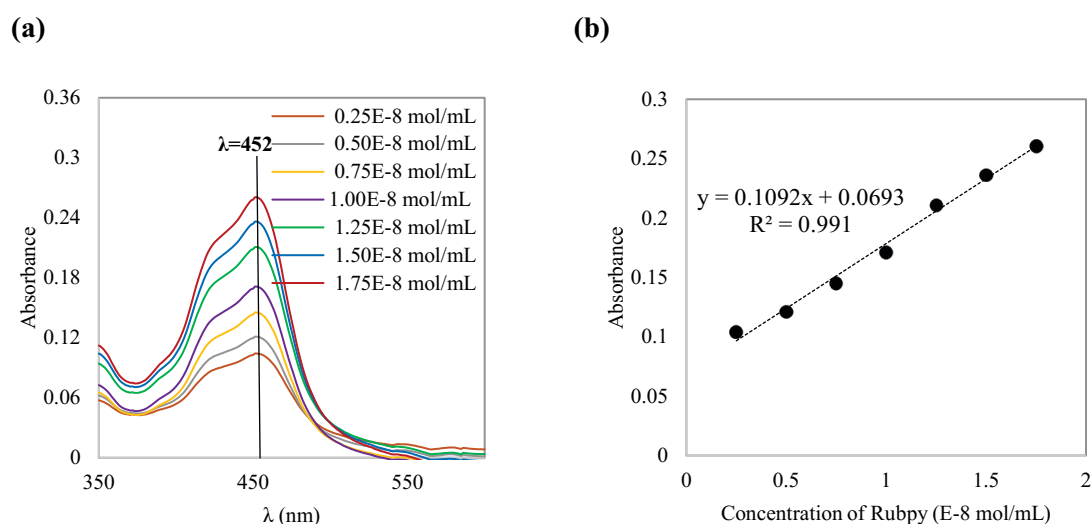 (a)
Absorbance
0.36
0.3
0.24
0.18
0.12
0.06
0
350
450
550
λ (nm)
λ=452
0.25E-8 mol/mL
0.50E-8 mol/mL
0.75E-8 mol/mL
1.00E-8 mol/mL
1.25E-8 mol/mL
1.50E-8 mol/mL
1.75E-8 mol/mL
(b)
Absorbance
0.3
0.25
0.2
0.15
0.1
0.05
0
0
0.5
1
1.5
2
y = 0.1092x + 0.0693
R² = 0.991
Concentration of Rubpy (E-8 mol/mL)